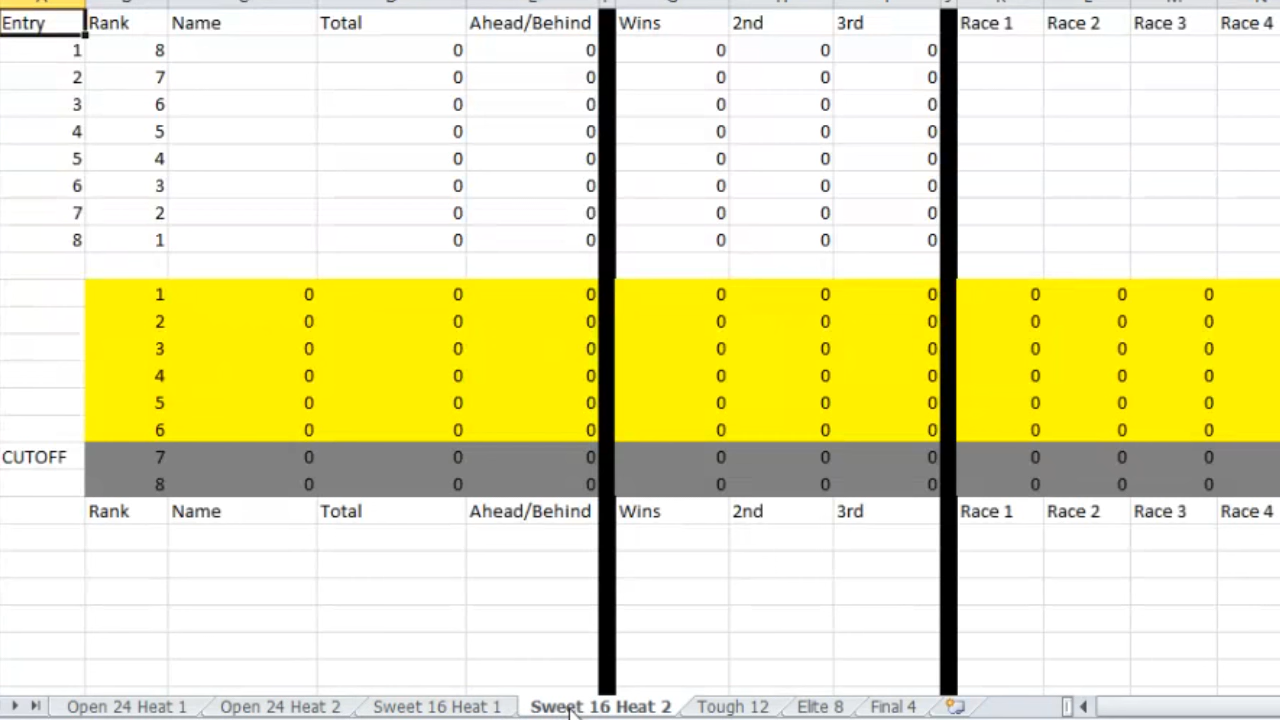 Entry Rank Name Total Ahead/Behind Wins 2nd 3rd Race 1 Race 2 Race 3 Race 4
1 8 0 0 0 0 0
2 7 0 0 0 0 0
3 6 0 0 0 0 0
4 5 0 0 0 0 0
5 4 0 0 0 0 0
6 3 0 0 0 0 0
7 2 0 0 0 0 0
8 1 0 0 0 0 0
1 0 0 0 0 0 0 0 0 0
2 0 0 0 0 0 0 0 0 0
3 0 0 0 0 0 0 0 0 0
4 0 0 0 0 0 0 0 0 0
5 0 0 0 0 0 0 0 0 0
6 0 0 0 0 0 0 0 0 0
CUTOFF 7 0 0 0 0 0 0 0 0 0
8 0 0 0 0 0 0 0 0 0
Rank Name Total Ahead/Behind Wins 2nd 3rd Race 1 Race 2 Race 3 Race 4
Open 24 Heat 1 Open 24 Heat 2 Sweet 16 Heat 1 Sweet 16 Heat 2 Tough 12 Elite 8 Final 4